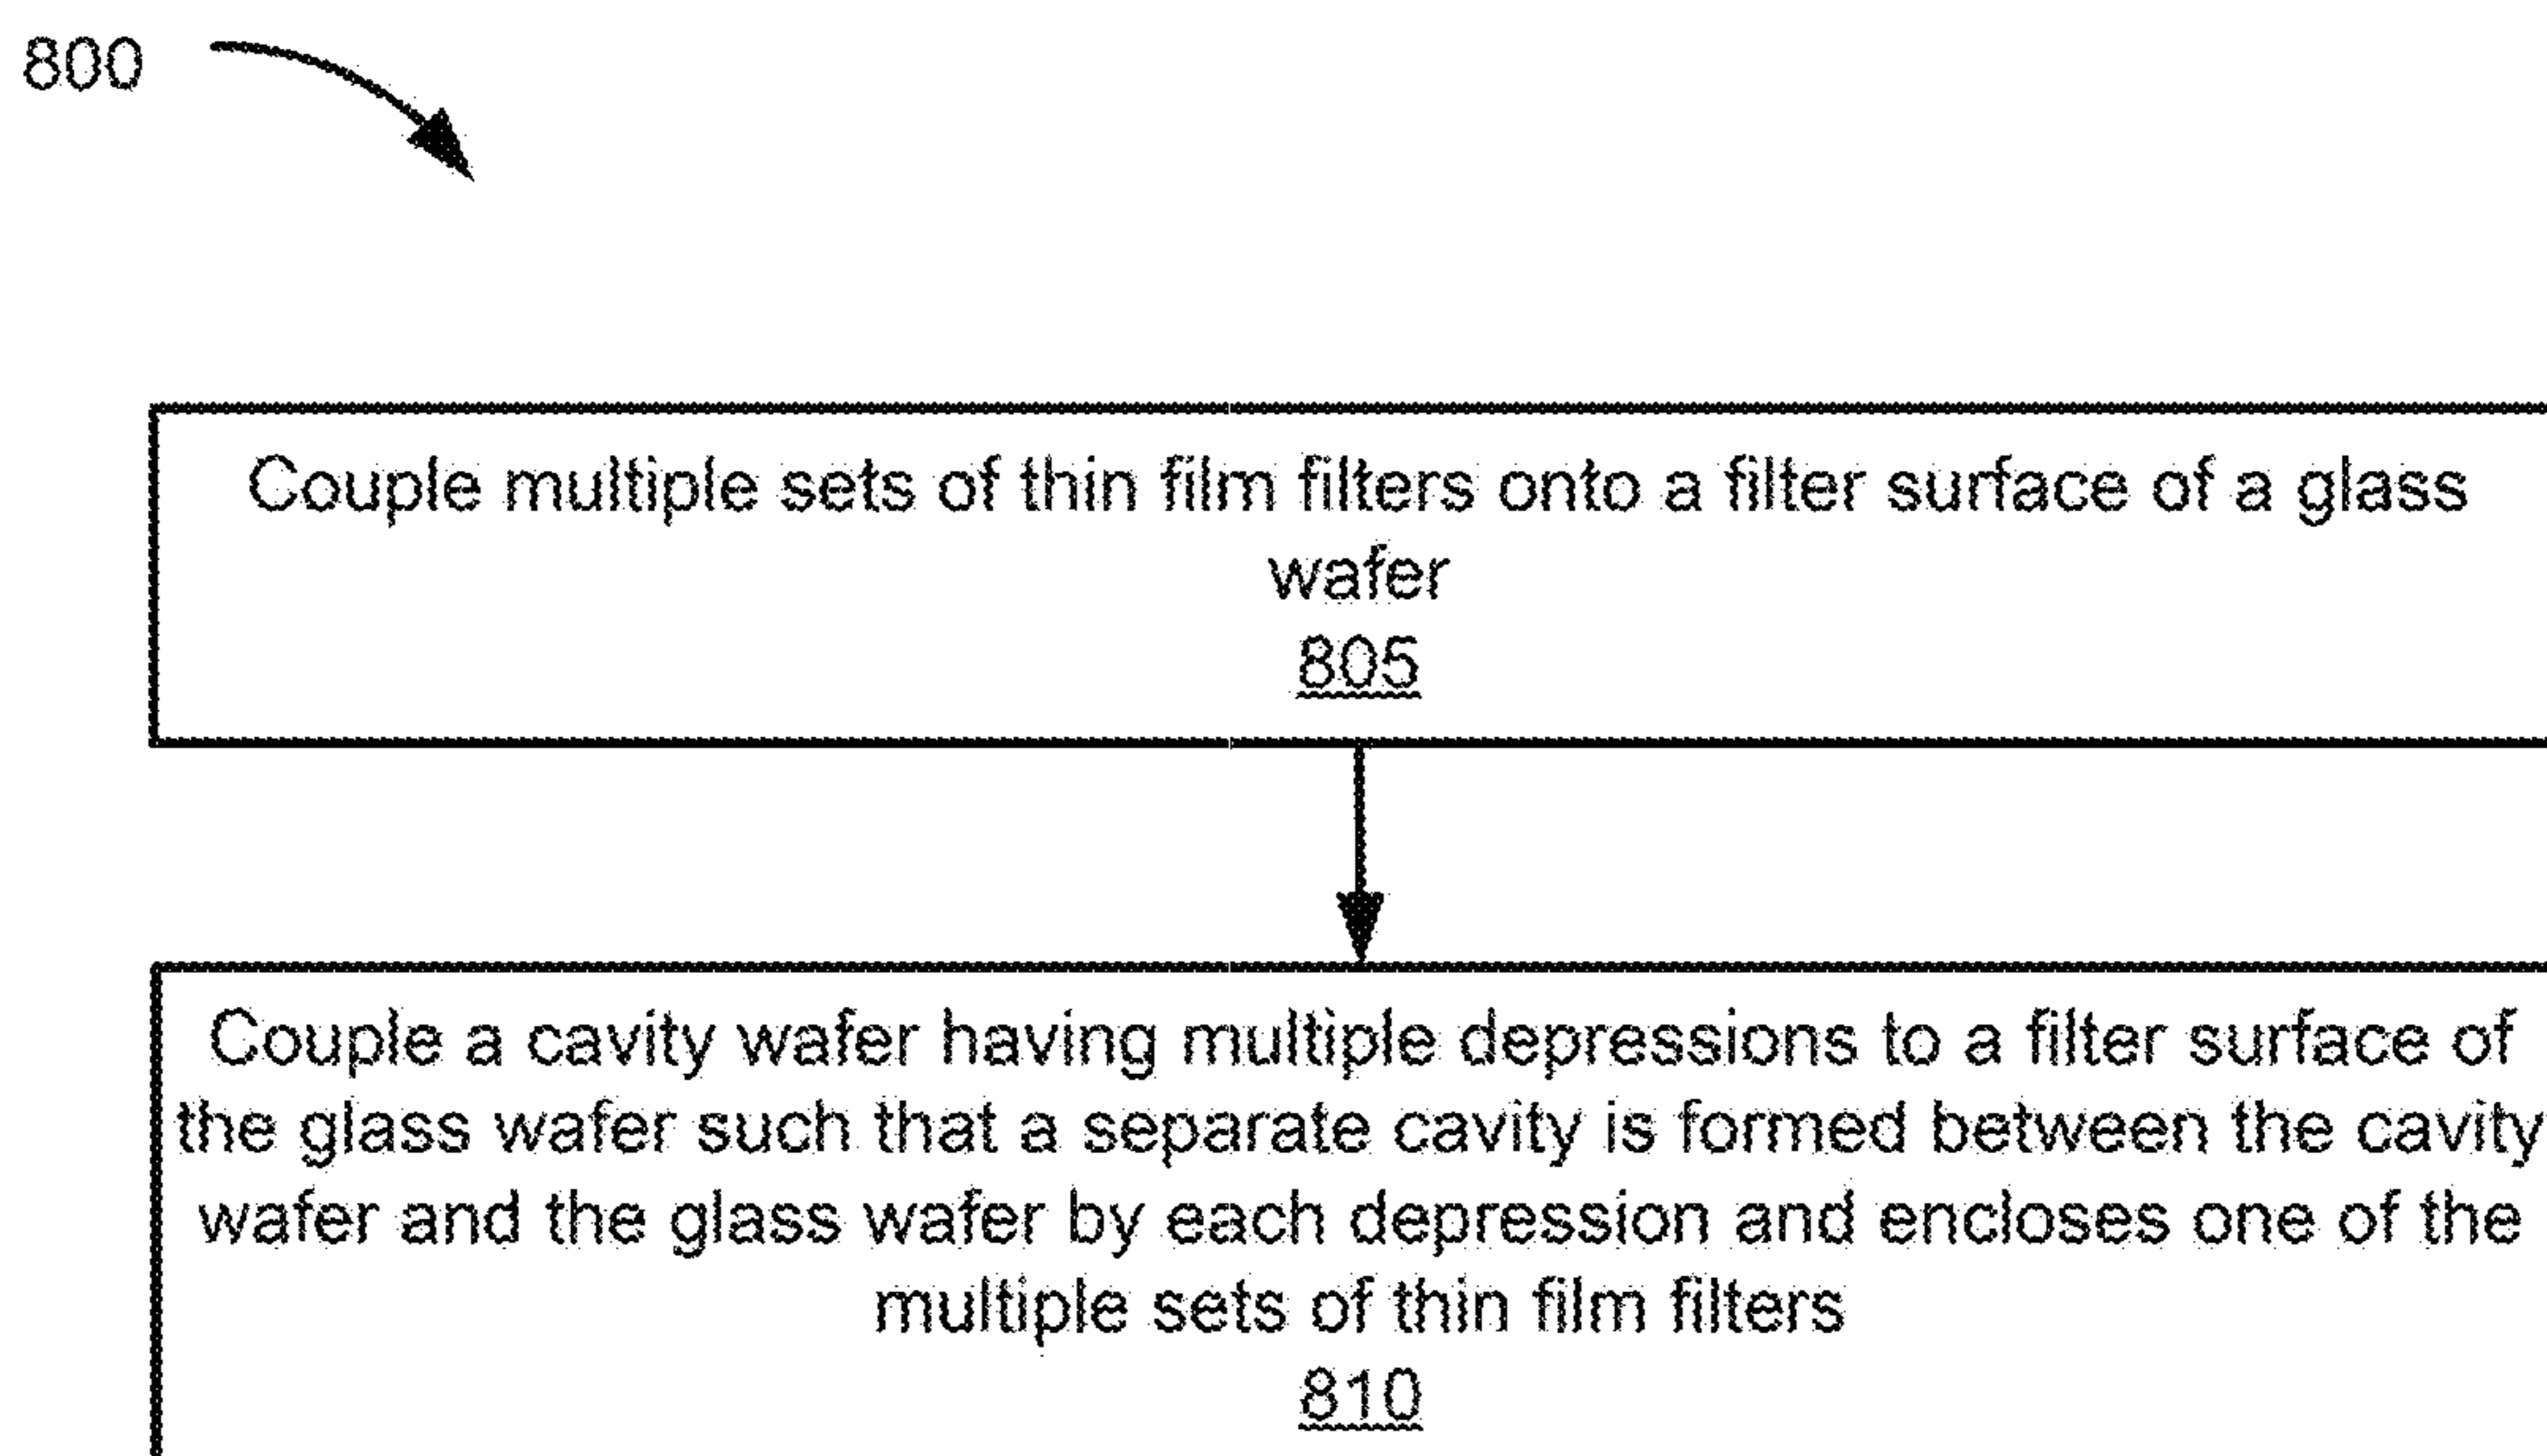 800
Couple multiple sets of thin film filters onto a filter surface of a glass
wafer
805
Couple a cavity wafer having multiple depressions to a filter surface of
the glass wafer such that a separate cavity is formed between the cavity
wafer and the glass wafer by each depression and encloses one of the
multiple sets of thin film filters
810